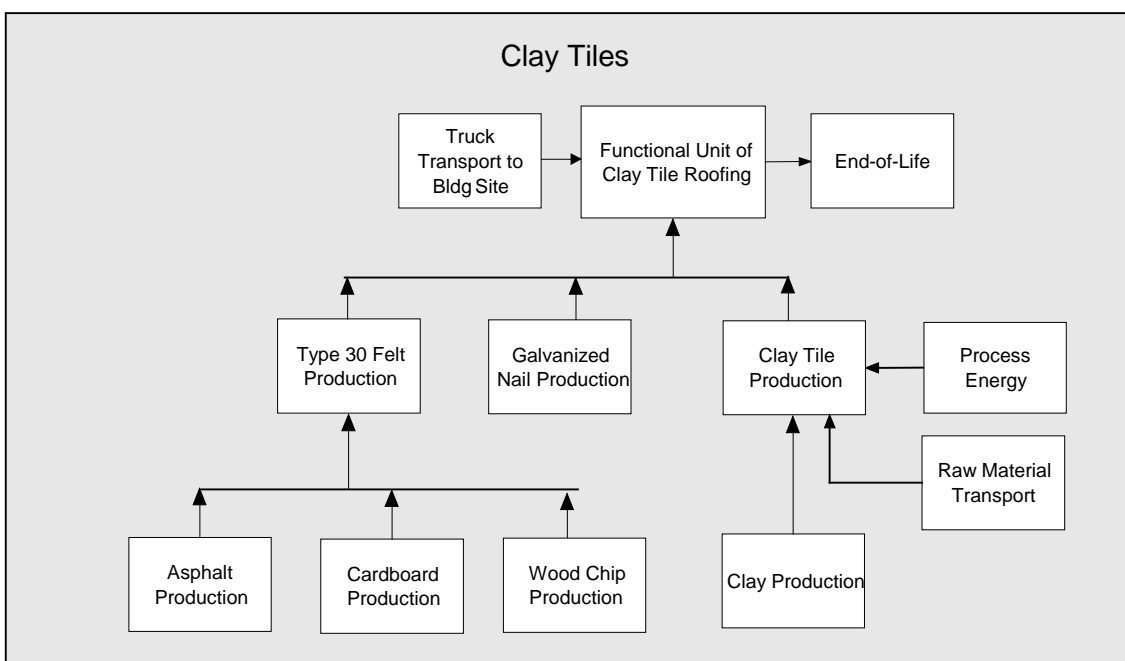 Clay Tiles
Truck
Transport to
Bldg Site
Functional Unit of
Clay Tile Roofing
End-of-Life
Type 30 Felt
Production
Galvanized
Nail Production
Clay Tile
Production
Process
Energy
Raw Material
Transport
Asphalt
Production
Cardboard
Production
Wood Chip
Production
Clay Production